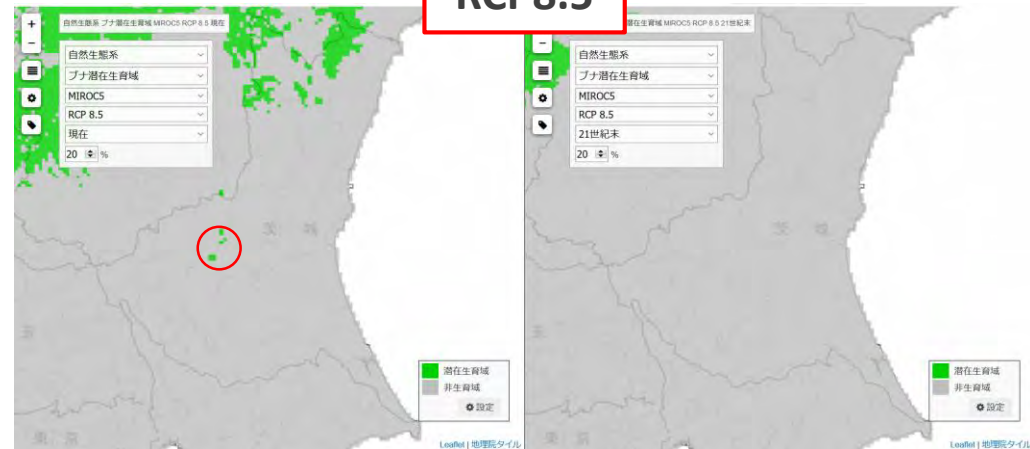 RCP8.5
自然生態系 ブナ潜在生育域 MIROC5 RCP 8.5 現在
自然生態系
ブナ潜在生育域
MIROC5
RCP 8.5
現在
20 %
茨 城
東 京
潜在生育域
非生育域
設定
Leaflet | 地理院タイル
潜在生育域 MIROC5 RCP 8.5 21世紀末
自然生態系
ブナ潜在生育域
MIROC5
RCP 8.5
21世紀末
20 %
茨 城
東 京
潜在生育域
非生育域
設定
Leaflet | 地理院タイル